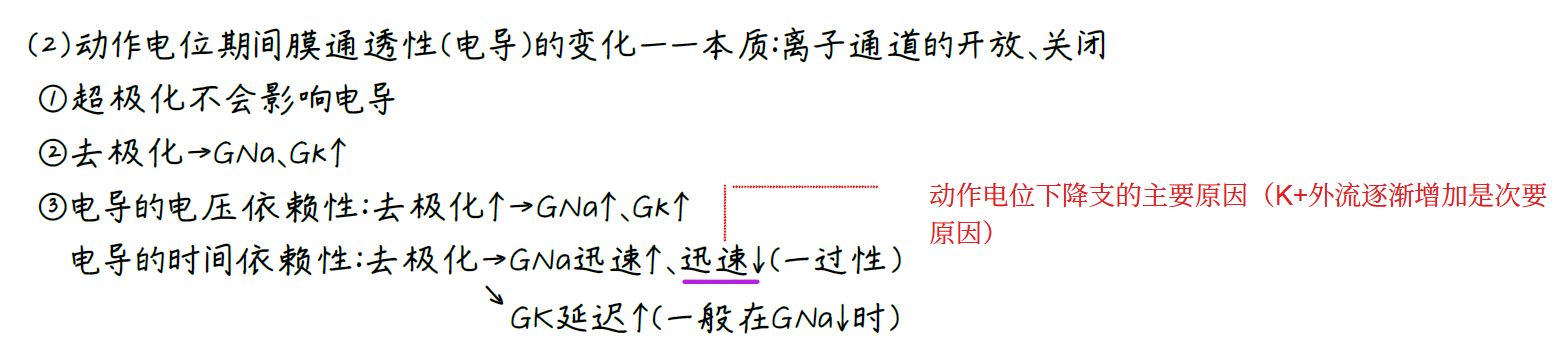 (2)动作电位期间膜通透性(电导)的变化——本质:离子通道的开放、关闭
①超极化不会影响电导
②去极化→GNa、Gk↑
③电导的电压依赖性:去极化↑→GNa↑、Gk↑
动作电位下降支的主要原因（K+外流逐渐增加是次要
原因）
电导的时间依赖性:去极化→GNa迅速↑、迅速↓(一过性)
↘GK延迟↑(一般在GNa↓时)